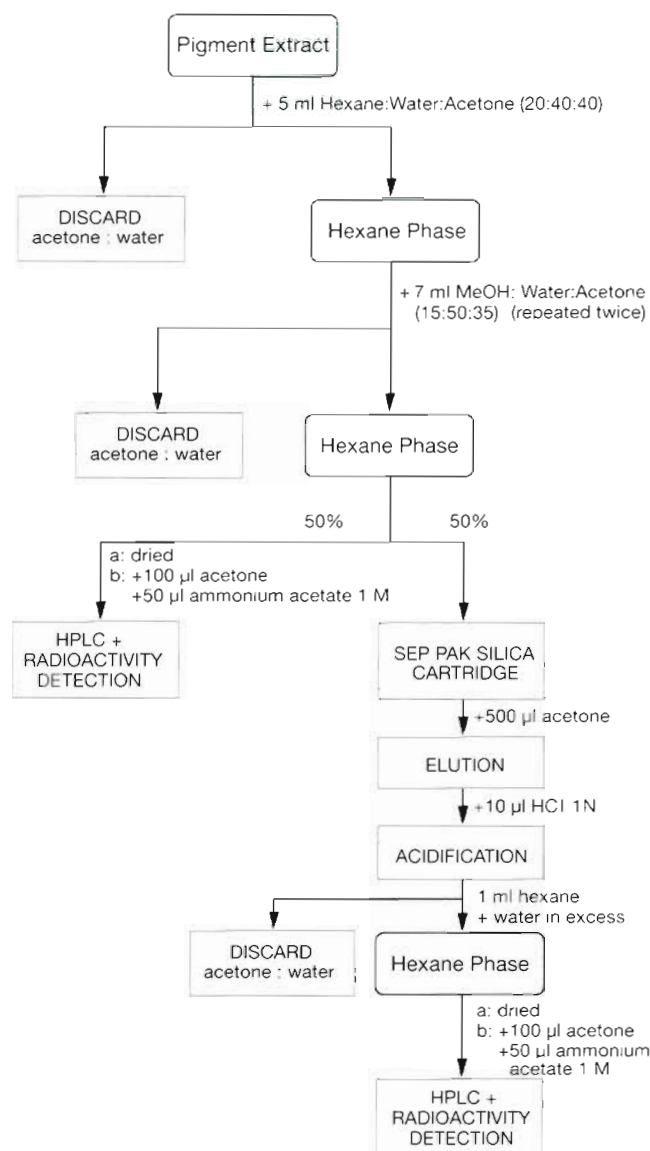 Pigment Extract
+ 5 ml Hexane:Water:Acetone (20:40:40)
DISCARD
acetone : water
Hexane Phase
+ 7 ml MeOH: Water:Acetone
(15:50:35) (repeated twice)
DISCARD
acetone : water
Hexane Phase
50%
50%
a: dried
b: +100 µl acetone
+50 µl ammonium acetate 1 M
HPLC +
RADIOACTIVITY
DETECTION
SEP PAK SILICA
CARTRIDGE
+500 µl acetone
ELUTION
+10 µl HCl 1N
ACIDIFICATION
1 ml hexane
+ water in excess
DISCARD
acetone : water
Hexane Phase
a: dried
b: +100 µl acetone
+50 µl ammonium
acetate 1 M
HPLC +
RADIOACTIVITY
DETECTION